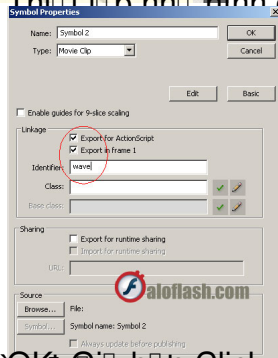 Symbol Properties
Name: Symbol 2 OK
Type: Movie Clip Cancel
Edit Basic
Enable guides for 9-slice scaling
Linkage
Export for ActionScript
Export in frame 1
Identifier: wave
Class:
Base class:
Sharing
Export for runtime sharing
Import for runtime sharing
URL:
aloflash.com
Source
Browse... File:
Symbol... Symbol name: Symbol 2
Always update before publishing